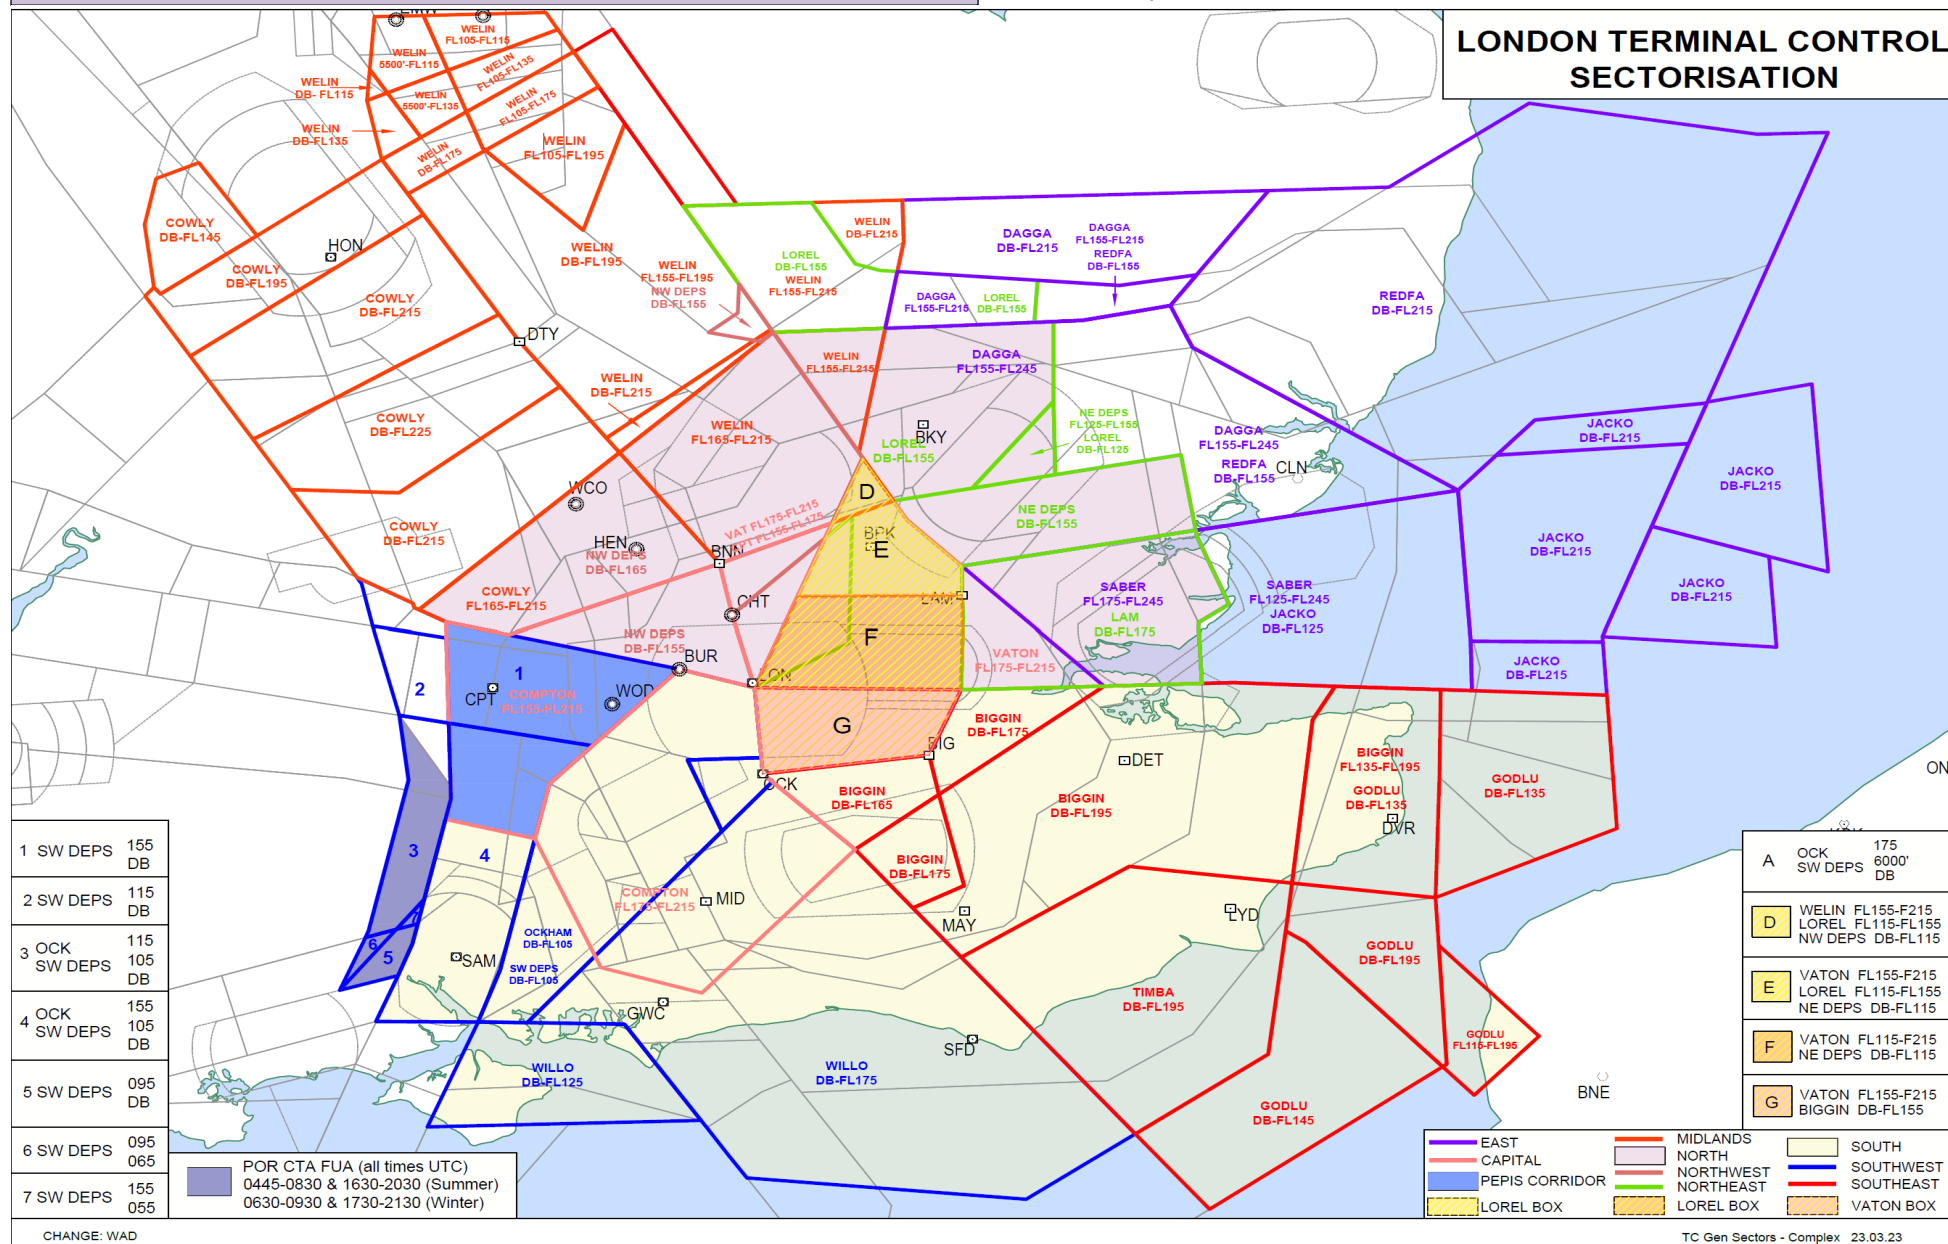 LONDON TERMINAL CONTROL
SECTORISATION
WELIN
FL105-FL115
WELIN
5500'-FL115
WELIN
FL105-FL135
WELIN
DB- FL115
WELIN
5500'-FL135
WELIN
FL105-FL175
WELIN
DB-FL135
WELIN
DB-FL175
WELIN
FL105-FL195
COWLY
DB-FL145
HON
COWLY
DB-FL195
COWLY
DB-FL215
WELIN
DB-FL195
WELIN
FL155-FL195
NW DEPS
DB-FL155
LOREL
DB-FL155
WELIN
FL155-FL215
WELIN
DB-FL215
DAGGA
DB-FL215
DAGGA
FL155-FL215
REDFA
DB-FL155
DAGGA
FL155-FL215
LOREL
DB-FL155
REDFA
DB-FL215
DTY
WELIN
FL155-FL215
DAGGA
FL155-FL245
WELIN
DB-FL215
COWLY
DB-FL225
WELIN
FL165-FL215
BKY
LOREL
DB-FL155
NE DEPS
FL125-FL155
LOREL
DB-FL125
DAGGA
FL155-FL245
REDFA
DB-FL155
CLN
JACKO
DB-FL215
JACKO
DB-FL215
WCO
D
COWLY
DB-FL215
VAT FL175-FL215
CPT FL155-FL175
NE DEPS
DB-FL155
HEN
NW DEPS
DB-FL165
BNN
BPK
E
JACKO
DB-FL215
COWLY
FL165-FL215
CHT
LAM
SABER
FL175-FL245
LAM
DB-FL175
SABER
FL125-FL245
JACKO
DB-FL125
JACKO
DB-FL215
NW DEPS
DB-FL155
F
VATON
FL175-FL215
BUR
LON
JACKO
DB-FL215
1
2
CPT
COMPTON
FL155-FL215
WOD
G
BIGGIN
DB-FL175
BIG
DET
BIGGIN
FL135-FL195
GODLU
DB-FL135
GODLU
DB-FL135
DVR
OCK
BIGGIN
DB-FL165
BIGGIN
DB-FL195
3
4
BIGGIN
DB-FL175
COMPTON
FL175-FL215
MID
MAY
LYD
7
6
5
SAM
OCKHAM
DB-FL105
SW DEPS
DB-FL105
GODLU
DB-FL195
TIMBA
DB-FL195
GWC
SFD
GODLU
FL115-FL195
WILLO
DB-FL125
WILLO
DB-FL175
GODLU
DB-FL145
BNE
ON
1 SW DEPS 155
DB
2 SW DEPS 115
DB
3 OCK 115
SW DEPS 105
DB
4 OCK 155
SW DEPS 105
DB
5 SW DEPS 095
DB
6 SW DEPS 095
065
7 SW DEPS 155
055
POR CTA FUA (all times UTC)
0445-0830 & 1630-2030 (Summer)
0630-0930 & 1730-2130 (Winter)
A OCK 175
SW DEPS 6000'
DB
D WELIN FL155-F215
LOREL FL115-FL155
NW DEPS DB-FL115
E VATON FL155-F215
LOREL FL115-FL155
NE DEPS DB-FL115
F VATON FL115-F215
NE DEPS DB-FL115
G VATON FL155-F215
BIGGIN DB-FL155
EAST
CAPITAL
PEPIS CORRIDOR
LOREL BOX
MIDLANDS
NORTH
NORTHWEST
NORTHEAST
LOREL BOX
SOUTH
SOUTHWEST
SOUTHEAST
VATON BOX
CHANGE: WAD
TC Gen Sectors - Complex 23.03.23